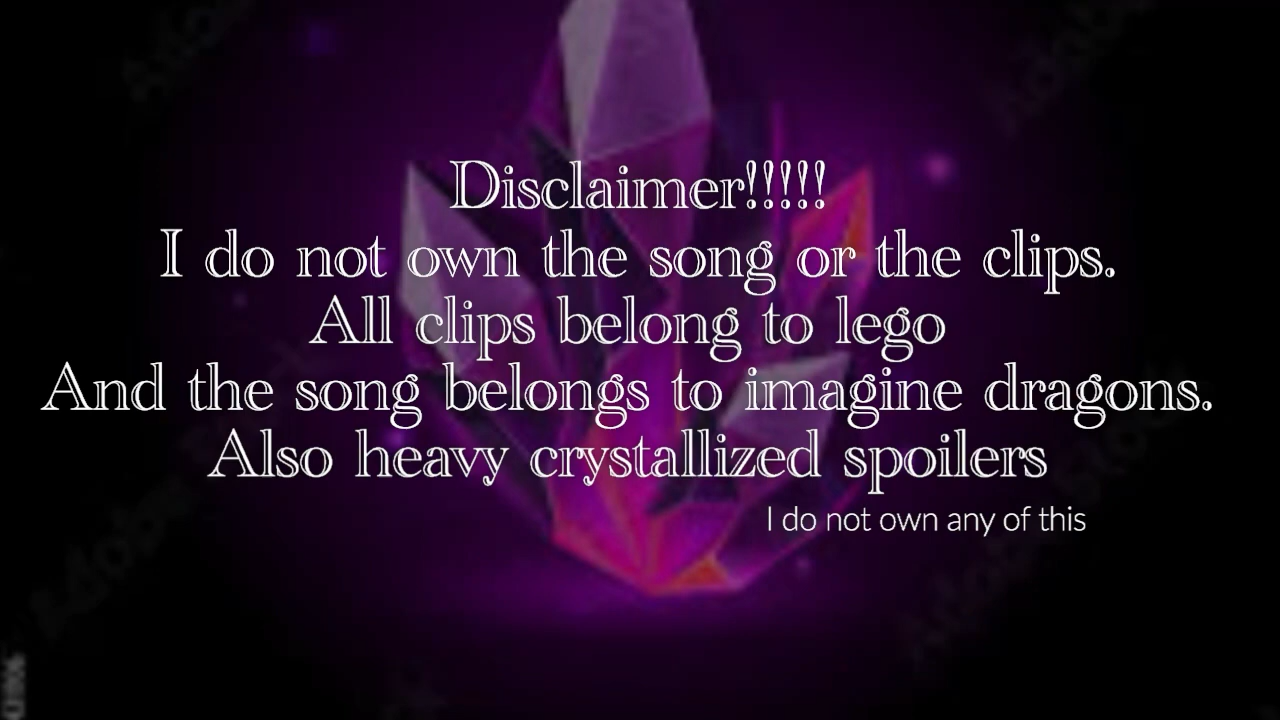 Disclaimer!!!!!
I do not own the song or the clips.
All clips belong to lego
And the song belongs to imagine dragons.
Also heavy crystallized spoilers
I do not own any of this